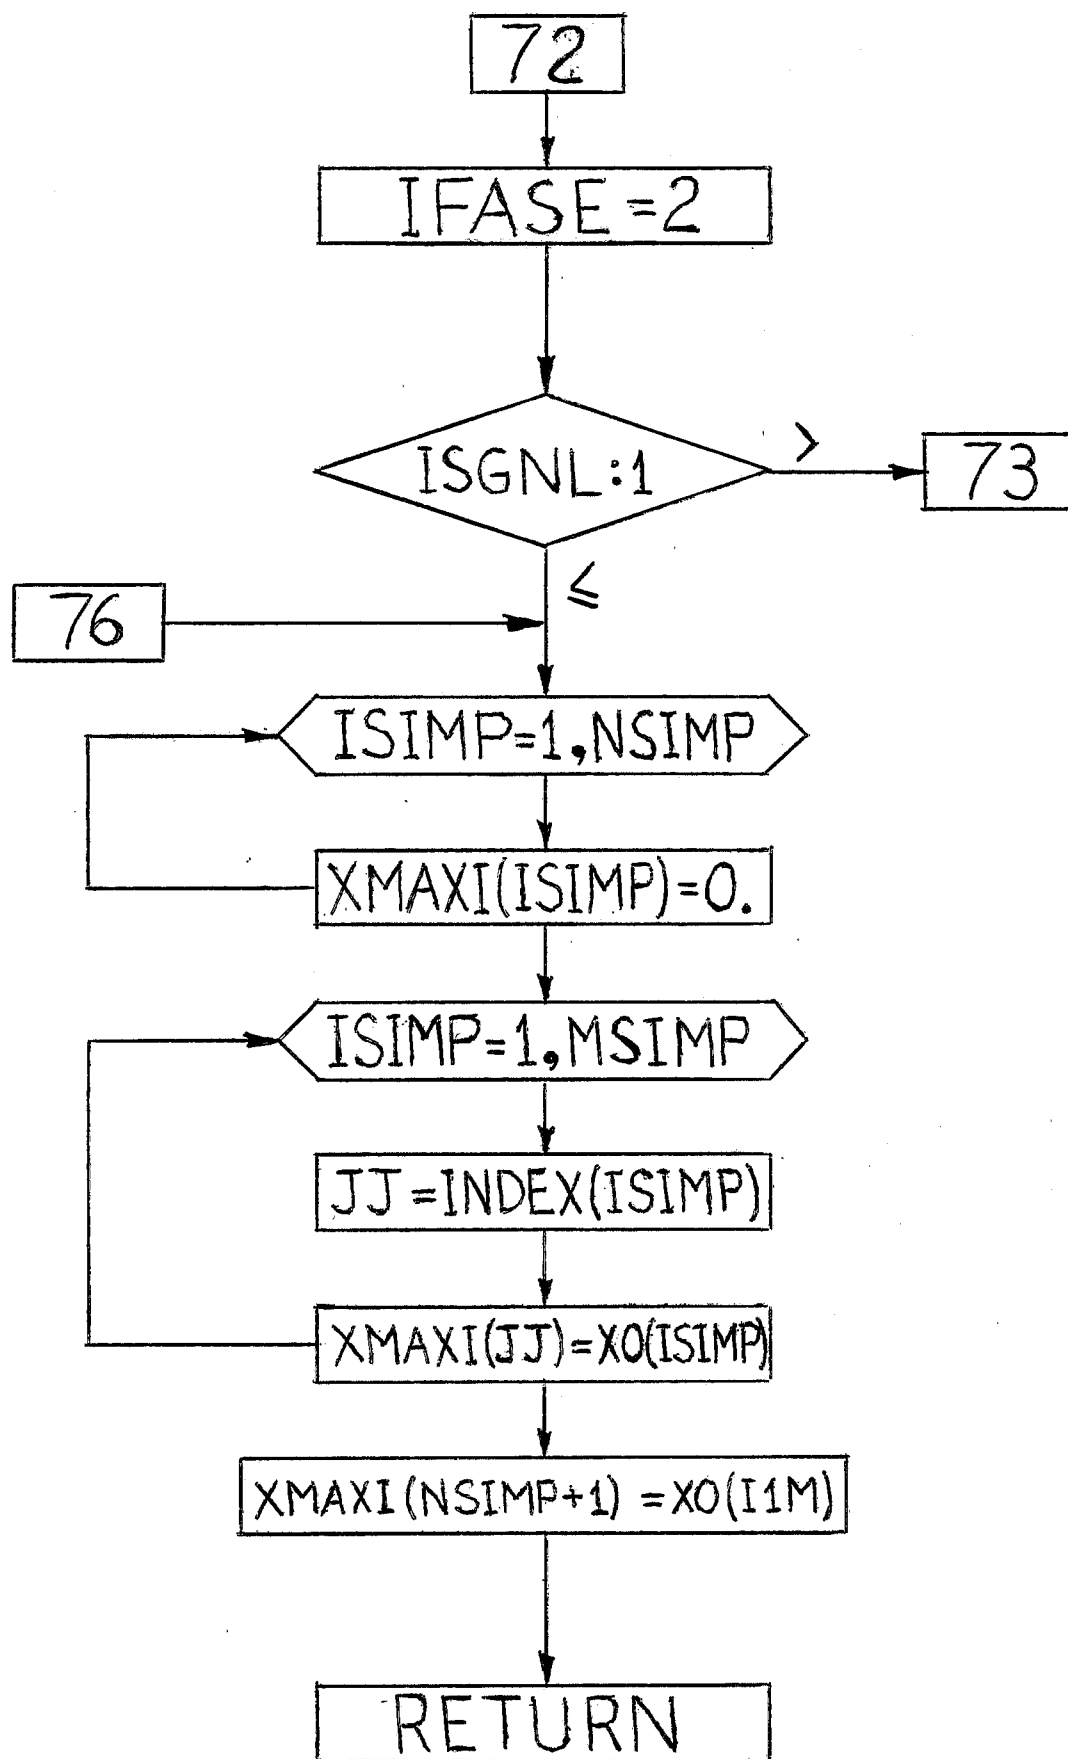 72
IFASE=2
ISGNL:1
>
73
≤
76
ISIMP=1,NSIMP
XMAXI(ISIMP)=0.
ISIMP=1,MSIMP
JJ=INDEX(ISIMP)
XMAXI(JJ)=XO(ISIMP)
XMAXI(NSIMP+1)=XO(I1M)
RETURN